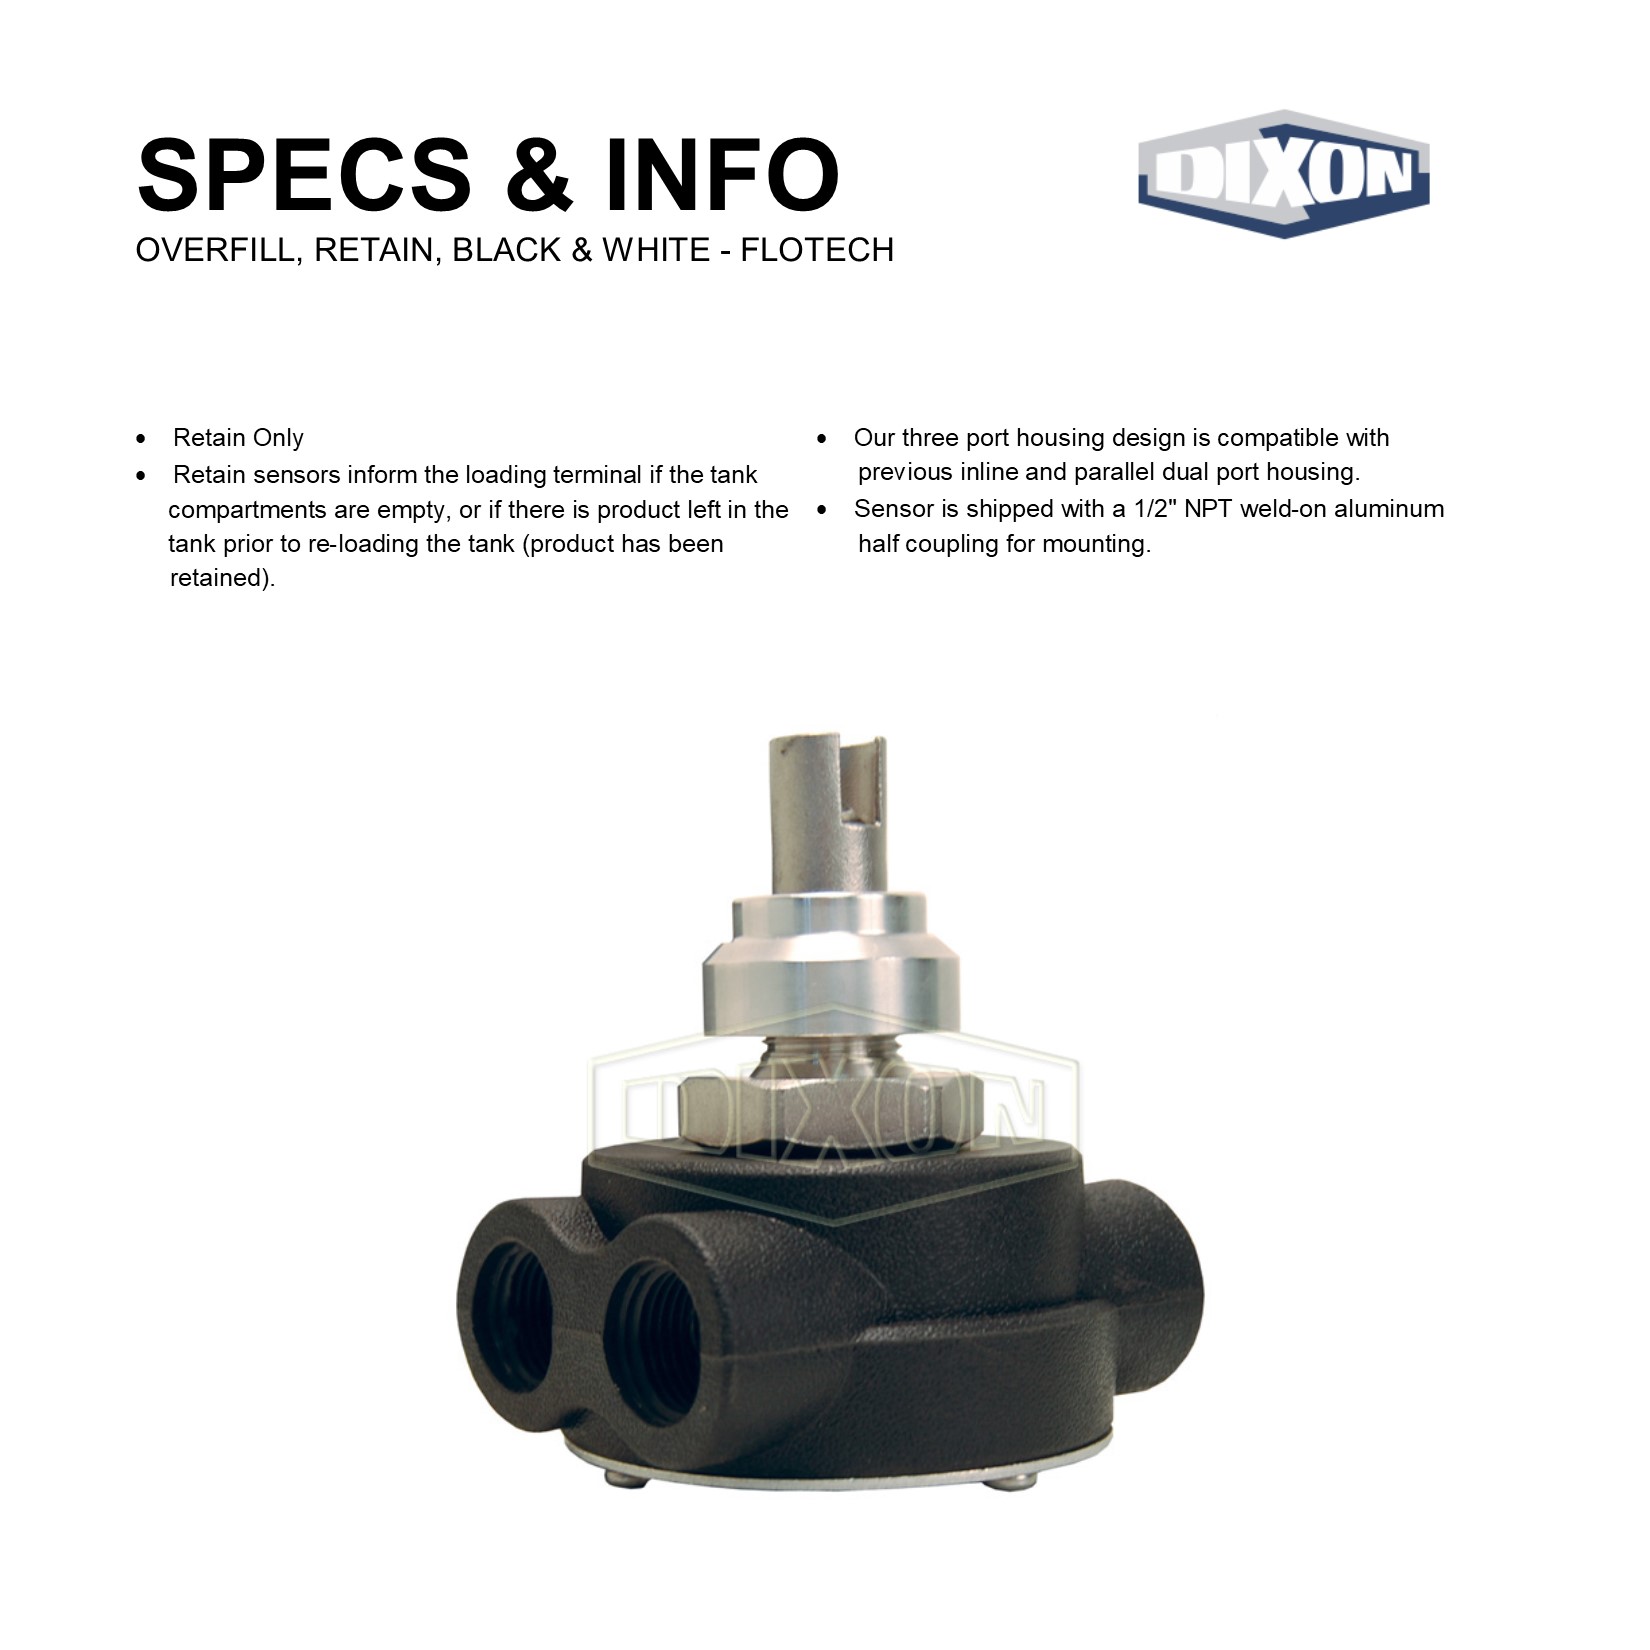 SPECS & INFO
OVERFILL, RETAIN, BLACK & WHITE - FLOTECH
DIXON
• Retain Only
• Retain sensors inform the loading terminal if the tank
compartments are empty, or if there is product left in the
tank prior to re-loading the tank (product has been
retained).
• Our three port housing design is compatible with
previous inline and parallel dual port housing.
• Sensor is shipped with a 1/2" NPT weld-on aluminum
half coupling for mounting.
DIXON